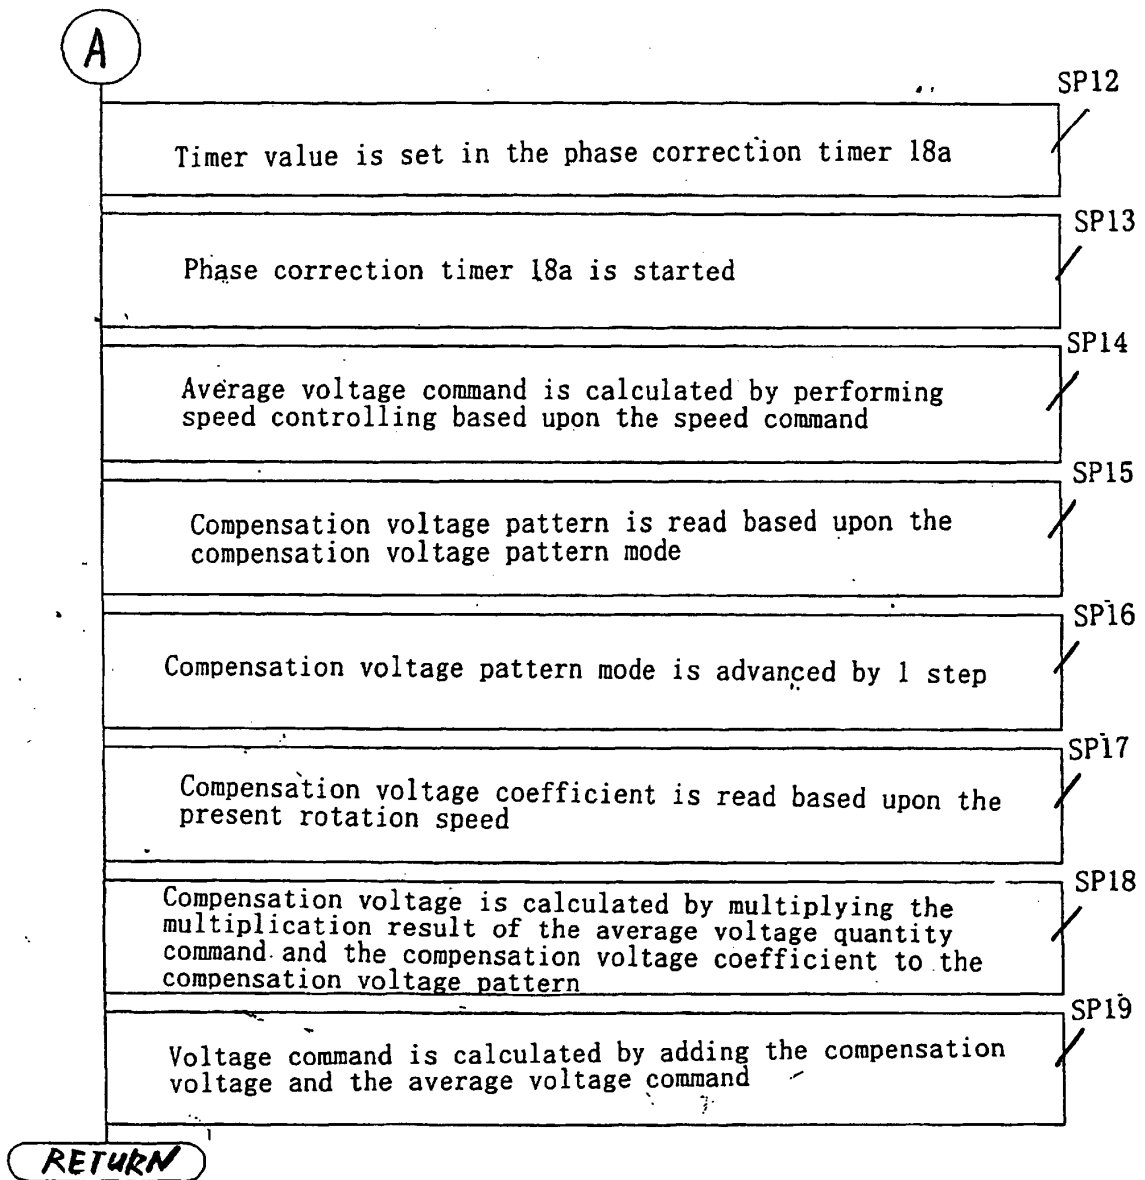 A
SP12
Timer value is set in the phase correction timer 18a
SP13
Phase correction timer 18a is started
SP14
Average voltage command is calculated by performing
speed controlling based upon the speed command
SP15
Compensation voltage pattern is read based upon the
compensation voltage pattern mode
SP16
Compensation voltage pattern mode is advanced by 1 step
SP17
Compensation voltage coefficient is read based upon the
present rotation speed
SP18
Compensation voltage is calculated by multiplying the
multiplication result of the average voltage quantity
command and the compensation voltage coefficient to the
compensation voltage pattern
SP19
Voltage command is calculated by adding the compensation
voltage and the average voltage command
RETURN